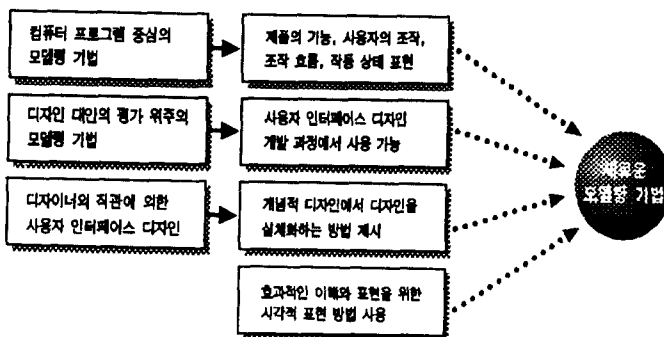 컴퓨터 프로그램 중심의
모델링 기법
제품의 기능, 사용자의 조작,
조작 흐름, 작동 상태 표현
디자인 대안의 평가 위주의
모델링 기법
사용자 인터페이스 디자인
개발 과정에서 사용 가능
디자이너의 직관에 의한
사용자 인터페이스 디자인
개념적 디자인에서 디자인을
실체화하는 방법 제시
효과적인 이해와 표현을 위한
시각적 표현 방법 사용
새로운
모델링 기법